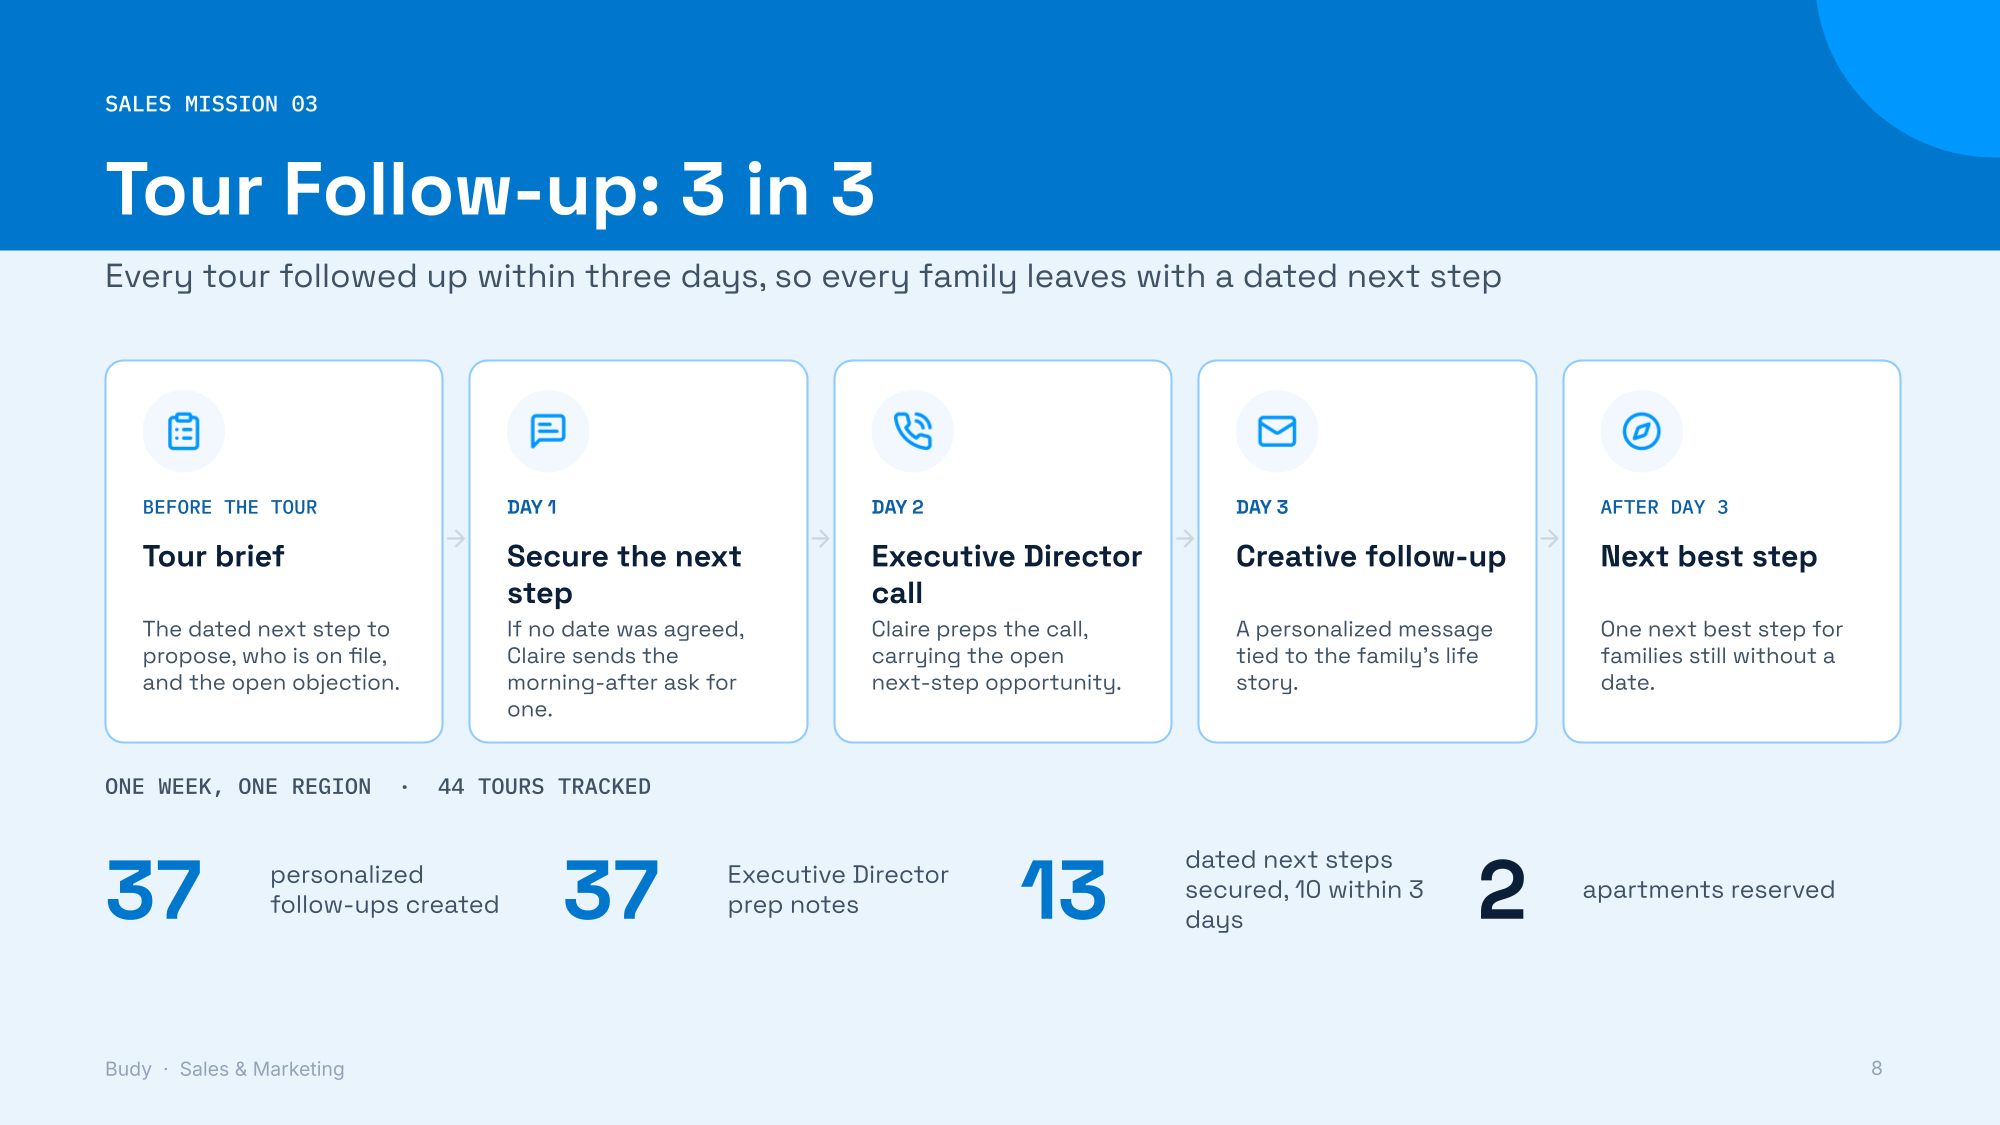 SALES MISSION 03
Tour Follow-up: 3 in 3
Every tour followed up within three days, so every family leaves with a dated next step
BEFORE THE TOUR
Tour brief
The dated next step to
propose, who is on file,
and the open objection.
DAY 1
Secure the next
step
If no date was agreed,
Claire sends the
morning-after ask for
one.
DAY 2
Executive Director
call
Claire preps the call,
carrying the open
next-step opportunity.
DAY 3
Creative follow-up
A personalized message
tied to the family’s life
story.
AFTER DAY 3
Next best step
One next best step for
families still without a
date.
ONE WEEK, ONE REGION · 44 TOURS TRACKED
37
personalized
follow-ups created
37
Executive Director
prep notes
13
dated next steps
secured, 10 within 3
days
2
apartments reserved
Budy · Sales & Marketing
8